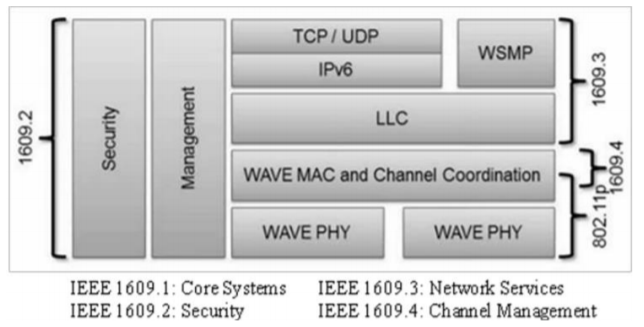 1609.2
Security
Management
TCP / UDP
IPv6
WSMP
LLC
WAVE MAC and Channel Coordination
WAVE PHY
WAVE PHY
1609.3
1609.4
802.11p
IEEE 1609.1: Core Systems
IEEE 1609.3: Network Services
IEEE 1609.2: Security
IEEE 1609.4: Channel Management